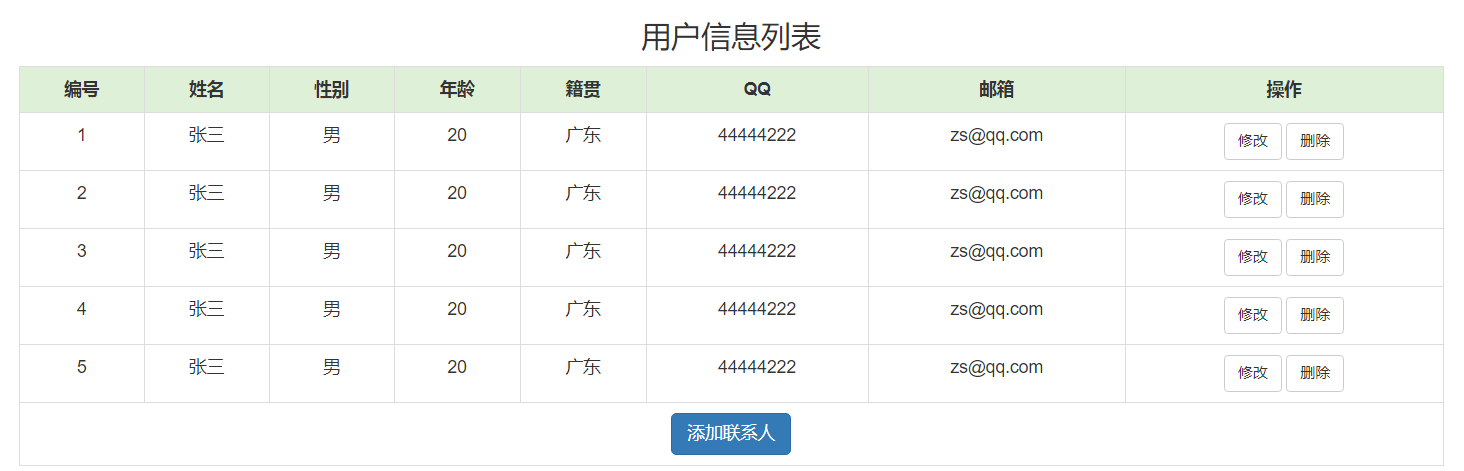 用户信息列表
编号 姓名 性别 年龄 籍贯 QQ 邮箱 操作
1 张三 男 20 广东 44444222 zs@qq.com 修改 删除
2 张三 男 20 广东 44444222 zs@qq.com 修改 删除
3 张三 男 20 广东 44444222 zs@qq.com 修改 删除
4 张三 男 20 广东 44444222 zs@qq.com 修改 删除
5 张三 男 20 广东 44444222 zs@qq.com 修改 删除
添加联系人